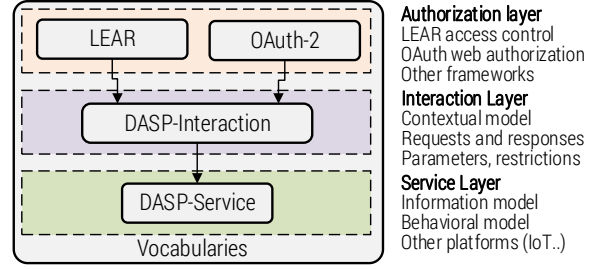 LEAR
OAuth-2
DASP-Interaction
DASP-Service
Vocabularies
Authorization layer
LEAR access control
OAuth web authorization
Other frameworks
Interaction Layer
Contextual model
Requests and responses
Parameters, restrictions
Service Layer
Information model
Behavioral model
Other platforms (IoT..)